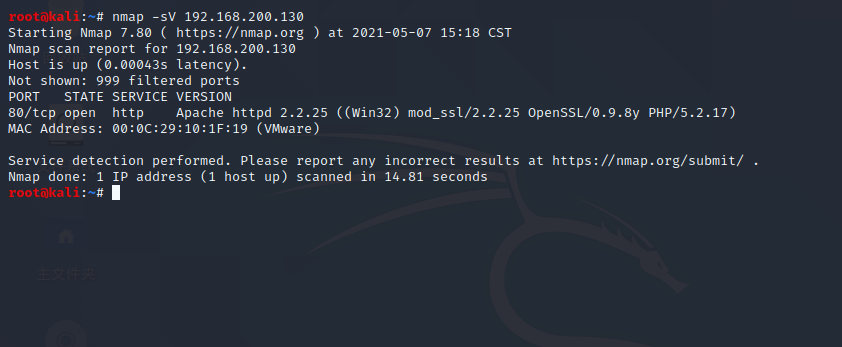 root@kali:~# nmap -sV 192.168.200.130
Starting Nmap 7.80 ( https://nmap.org ) at 2021-05-07 15:18 CST
Nmap scan report for 192.168.200.130
Host is up (0.00043s latency).
Not shown: 999 filtered ports
PORT   STATE SERVICE VERSION
80/tcp open  http    Apache httpd 2.2.25 ((Win32) mod_ssl/2.2.25 OpenSSL/0.9.8y PHP/5.2.17)
MAC Address: 00:0C:29:10:1F:19 (VMware)
Service detection performed. Please report any incorrect results at https://nmap.org/submit/ .
Nmap done: 1 IP address (1 host up) scanned in 14.81 seconds
root@kali:~#
主文件夹